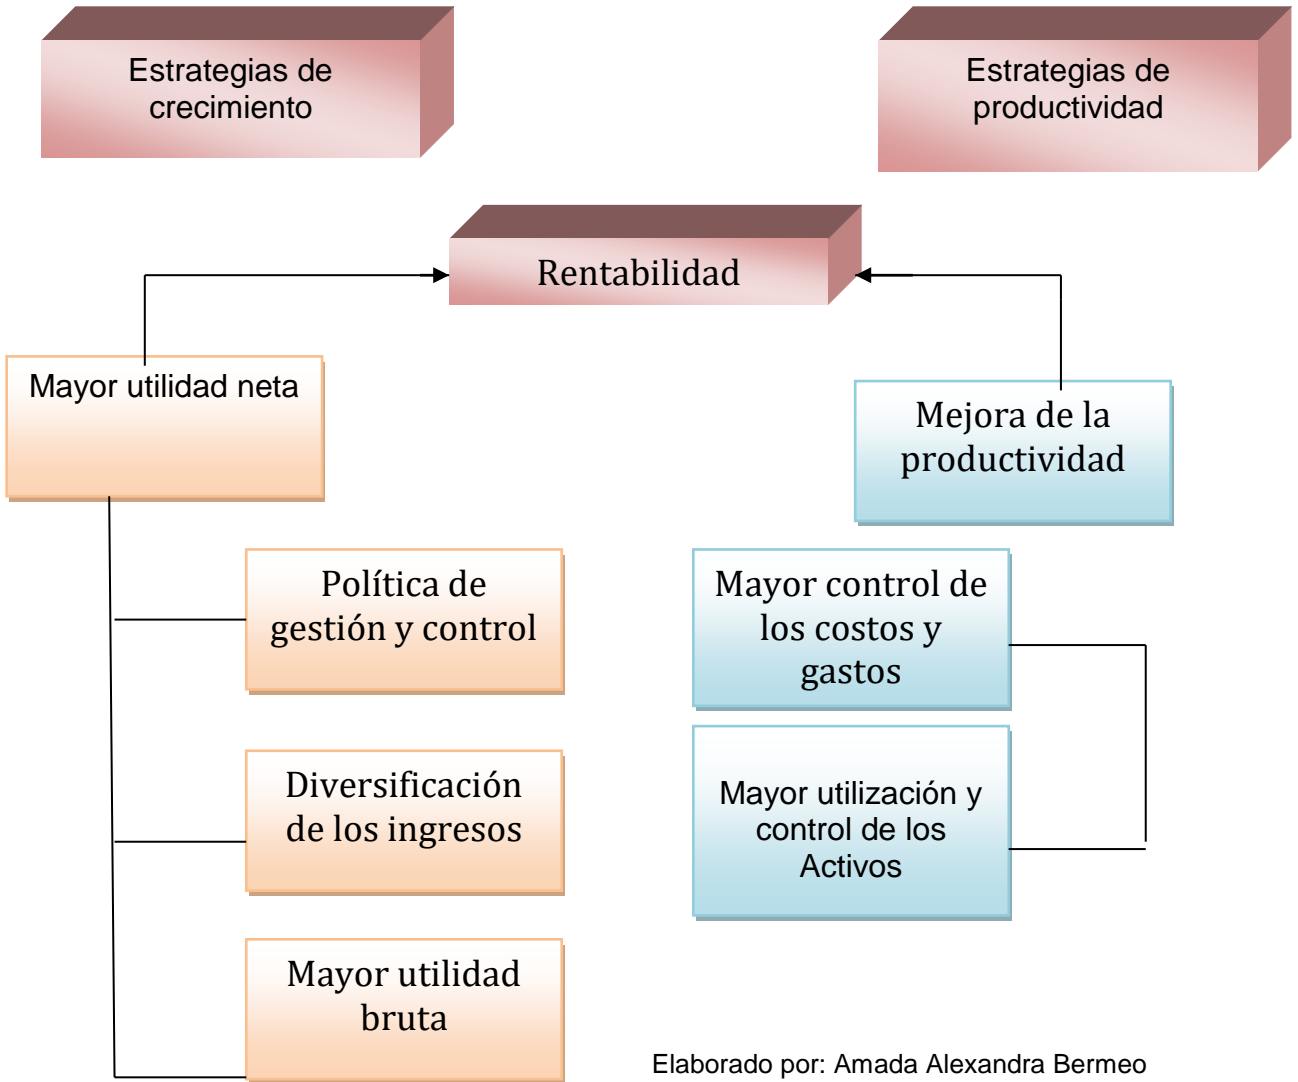 Estrategias de
crecimiento
Estrategias de
productividad
Rentabilidad
Mayor utilidad neta
Mejora de la
productividad
Política de
gestión y control
Mayor control de
los costos y
gastos
Diversificación
de los ingresos
Mayor utilización y
control de los
Activos
Mayor utilidad
bruta
Elaborado por: Amada Alexandra Bermeo